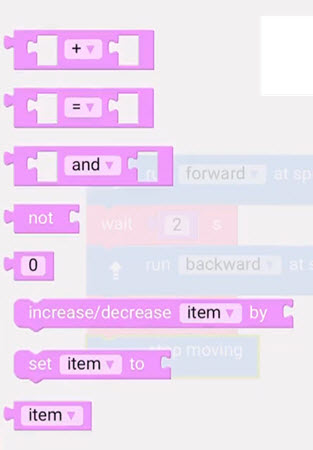 +
=
and
run forward at sp
not
wait 2 s
0
run backward at s
increase/decrease item by
stop moving
set item to
item